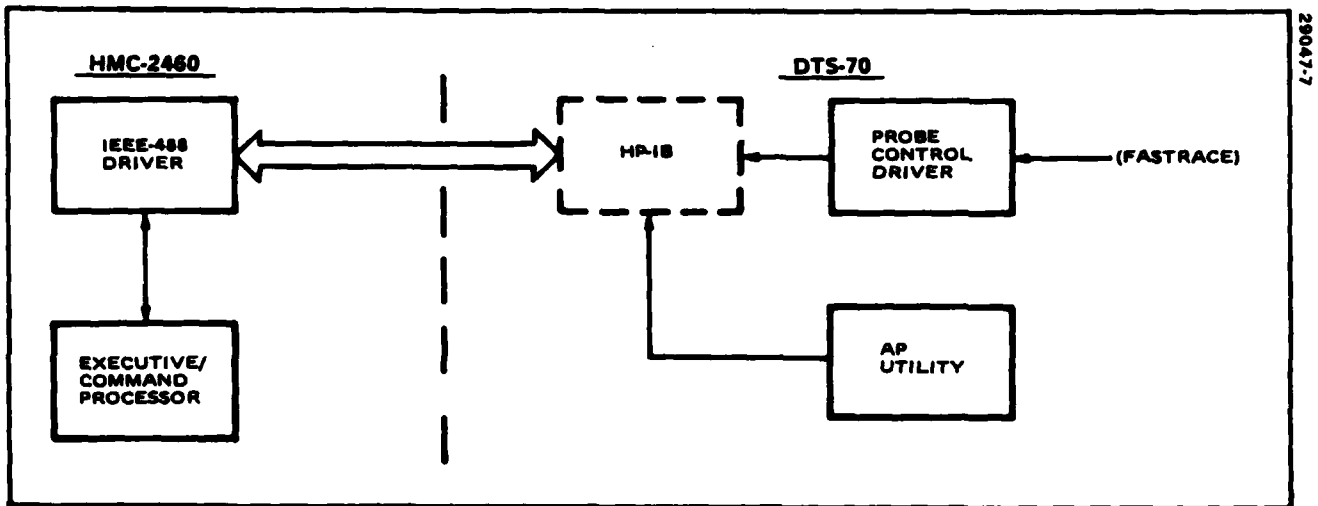 HMC-2460
DTS-70
29047-7
IEEE-488
DRIVER
HP-IB
PROBE
CONTROL
DRIVER
(FASTRACE)
EXECUTIVE/
COMMAND
PROCESSOR
AP
UTILITY